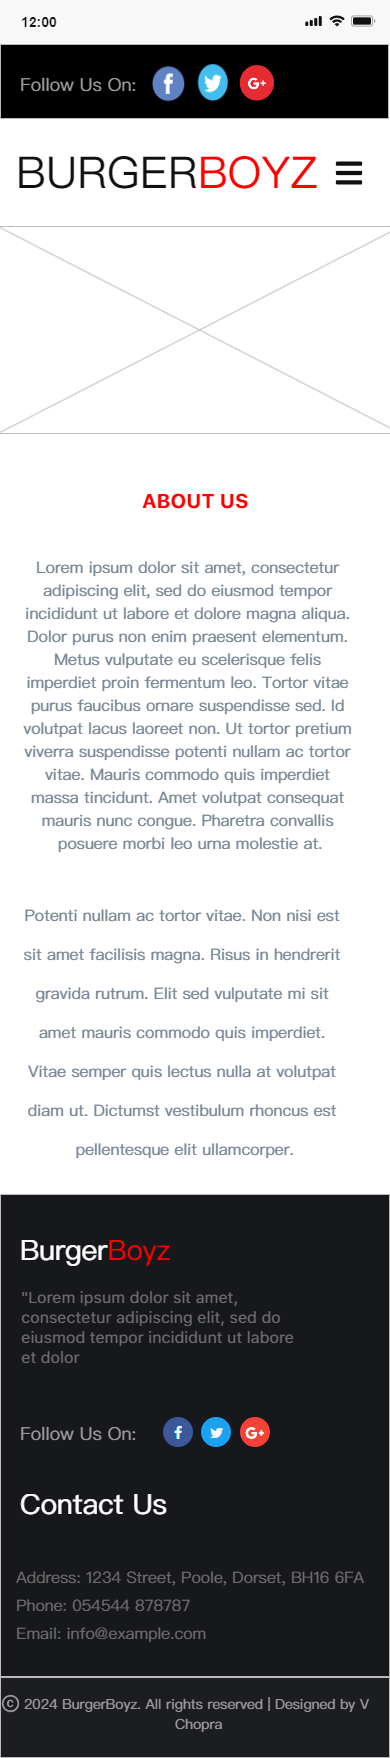 12:00
Follow Us On:
BURGERBOYZ
ABOUT US
Lorem ipsum dolor sit amet, consectetur
adipiscing elit, sed do eiusmod tempor
incididunt ut labore et dolore magna aliqua.
Dolor purus non enim praesent elementum.
Metus vulputate eu scelerisque felis
imperdiet proin fermentum leo. Tortor vitae
purus faucibus ornare suspendisse sed. Id
volutpat lacus laoreet non. Ut tortor pretium
viverra suspendisse potenti nullam ac tortor
vitae. Mauris commodo quis imperdiet
massa tincidunt. Amet volutpat consequat
mauris nunc congue. Pharetra convallis
posuere morbi leo urna molestie at.
Potenti nullam ac tortor vitae. Non nisi est
sit amet facilisis magna. Risus in hendrerit
gravida rutrum. Elit sed vulputate mi sit
amet mauris commodo quis imperdiet.
Vitae semper quis lectus nulla at volutpat
diam ut. Dictumst vestibulum rhoncus est
pellentesque elit ullamcorper.
BurgerBoyz
"Lorem ipsum dolor sit amet,
consectetur adipiscing elit, sed do
eiusmod tempor incididunt ut labore
et dolor
Follow Us On:
Contact Us
Address: 1234 Street, Poole, Dorset, BH16 6FA
Phone: 054544 878787
Email: info@example.com
© 2024 BurgerBoyz. All rights reserved | Designed by V
Chopra